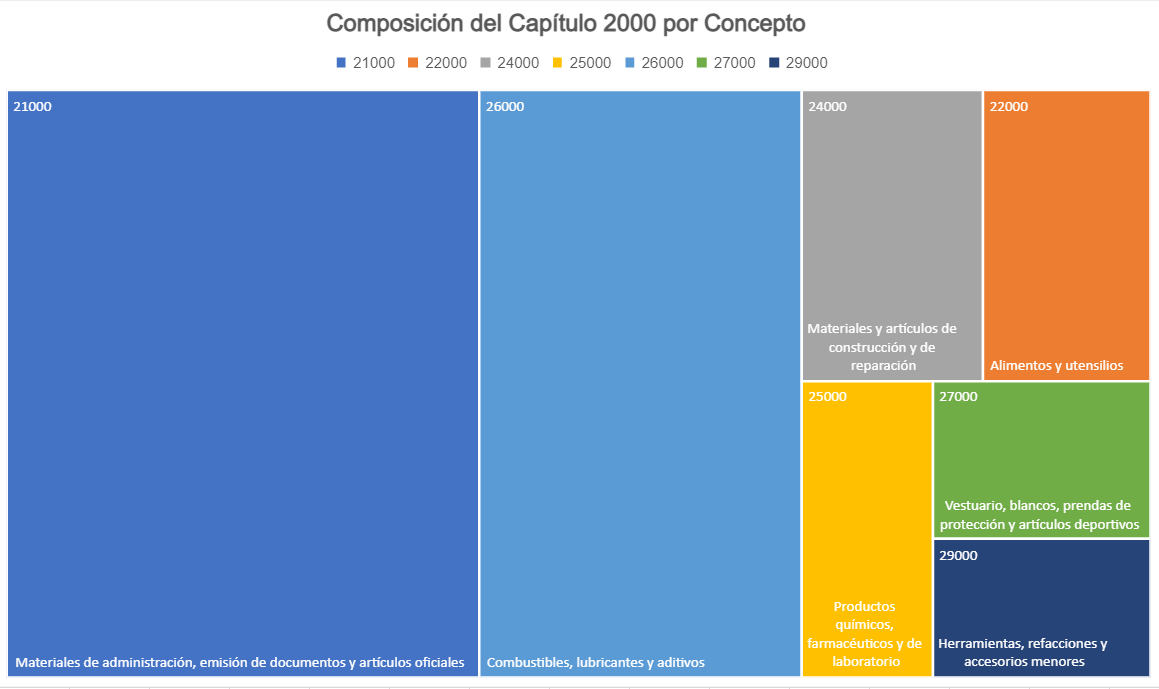 Composición del Capítulo 2000 por Concepto
21000 22000 24000 25000 26000 27000 29000
21000
Materiales de administración, emisión de documentos y artículos oficiales
26000
Combustibles, lubricantes y aditivos
24000
Materiales y artículos de
construcción y de
reparación
22000
Alimentos y utensilios
25000
Productos
químicos,
farmacéuticos y de
laboratorio
27000
Vestuario, blancos, prendas de
protección y artículos deportivos
29000
Herramientas, refacciones y
accesorios menores